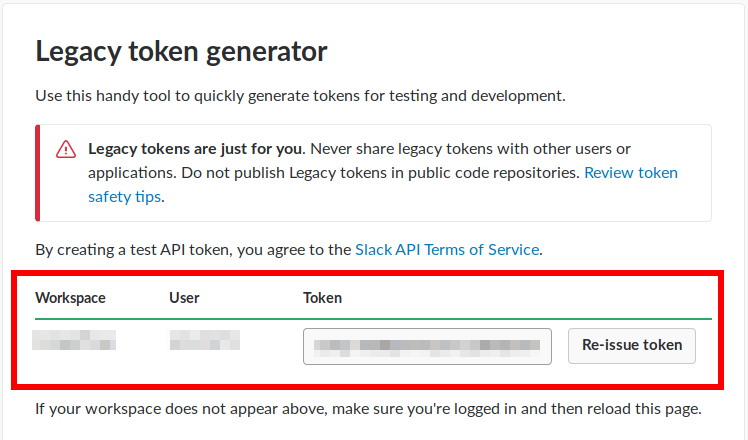 Legacy token generator
Use this handy tool to quickly generate tokens for testing and development.
Legacy tokens are just for you. Never share legacy tokens with other users or
applications. Do not publish Legacy tokens in public code repositories. Review token
safety tips.
By creating a test API token, you agree to the Slack API Terms of Service.
Workspace User Token
Re-issue token
If your workspace does not appear above, make sure you're logged in and then reload this page.